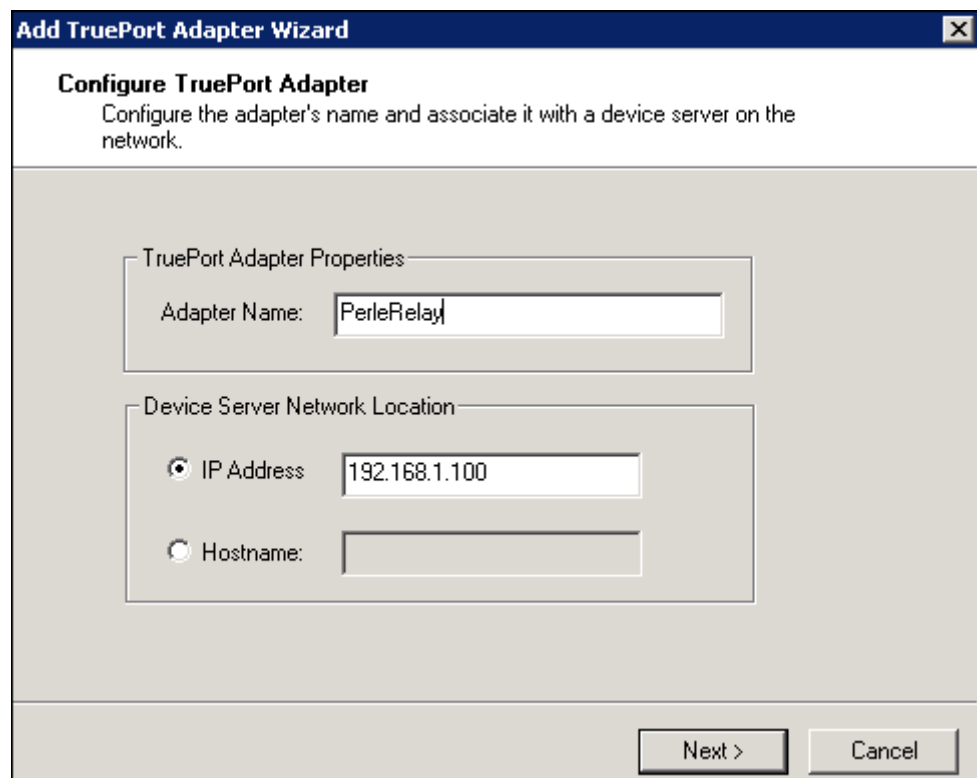 Add TruePort Adapter Wizard
Configure TruePort Adapter
Configure the adapter's name and associate it with a device server on the
network.
TruePort Adapter Properties
Adapter Name: PerleRelay
Device Server Network Location
IP Address 192.168.1.100
Hostname:
Next > Cancel